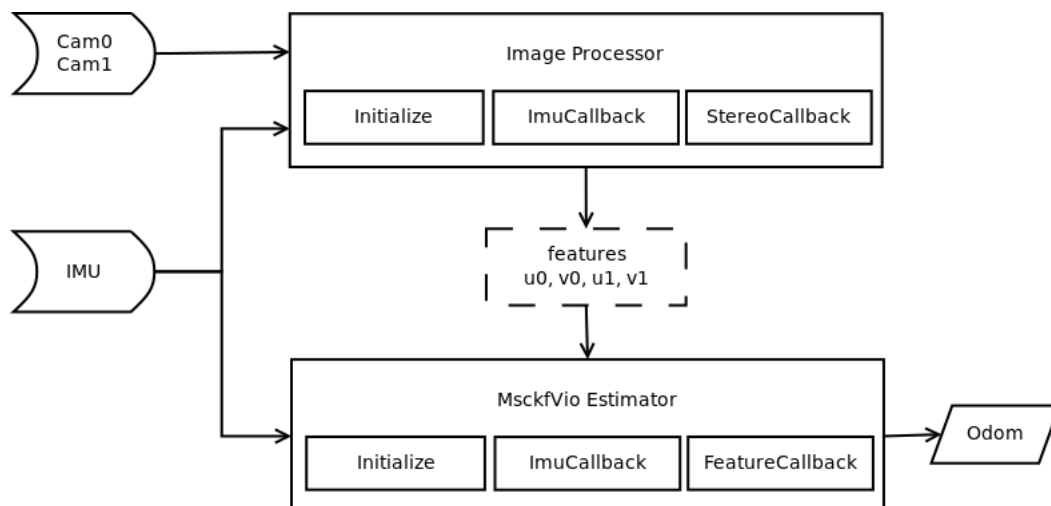 Cam0
Cam1
Image Processor
Initialize
ImuCallback
StereoCallback
IMU
features
u0, v0, u1, v1
MsckfVio Estimator
Initialize
ImuCallback
FeatureCallback
Odom